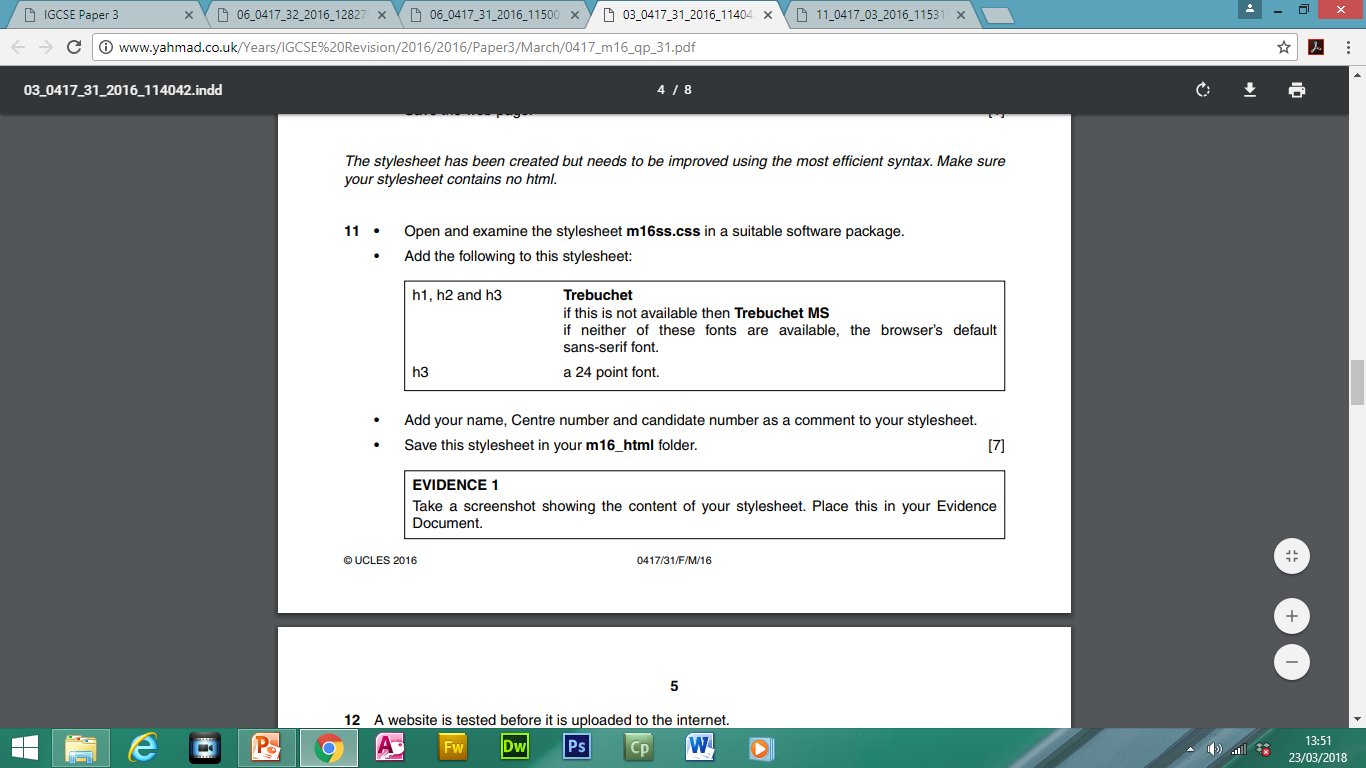 IGCSE Paper 3
06_0417_32_2016_1282
06_0417_31_2016_11500
03_0417_31_2016_11404
11_0417_03_2016_11531
www.yahmad.co.uk/Years/IGCSE%20Revision/2016/2016/Paper3/March/0417_m16_qp_31.pdf
03_0417_31_2016_114042.indd
4 / 8
The stylesheet has been created but needs to be improved using the most efficient syntax. Make sure
your stylesheet contains no html.
11 • Open and examine the stylesheet m16ss.css in a suitable software package.
• Add the following to this stylesheet:
h1, h2 and h3 Trebuchet
if this is not available then Trebuchet MS
if neither of these fonts are available, the browser's default
sans-serif font.
h3 a 24 point font.
• Add your name, Centre number and candidate number as a comment to your stylesheet.
• Save this stylesheet in your m16_html folder. [7]
EVIDENCE 1
Take a screenshot showing the content of your stylesheet. Place this in your Evidence
Document.
© UCLES 2016 0417/31/F/M/16
5
12 A website is tested before it is uploaded to the internet.
Fw
Dw
Ps
Cp
13:51
23/03/2018